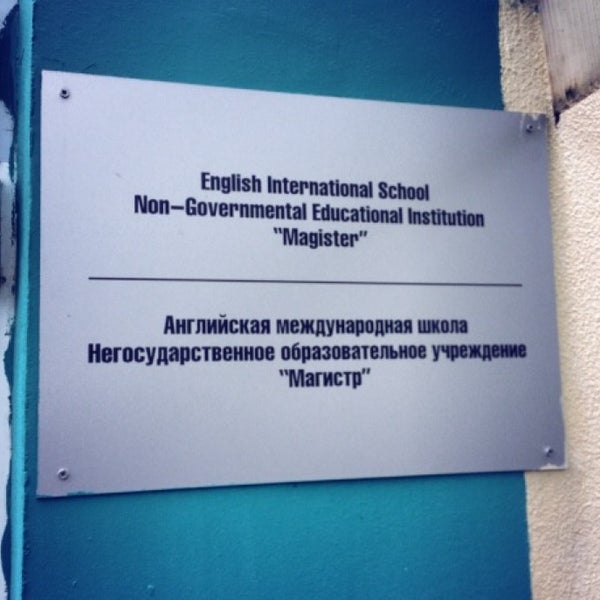 English International School
Non-Governmental Educational Institution
"Magister"
Английская международная школа
Негосударственное образовательное учреждение
"Магистр"